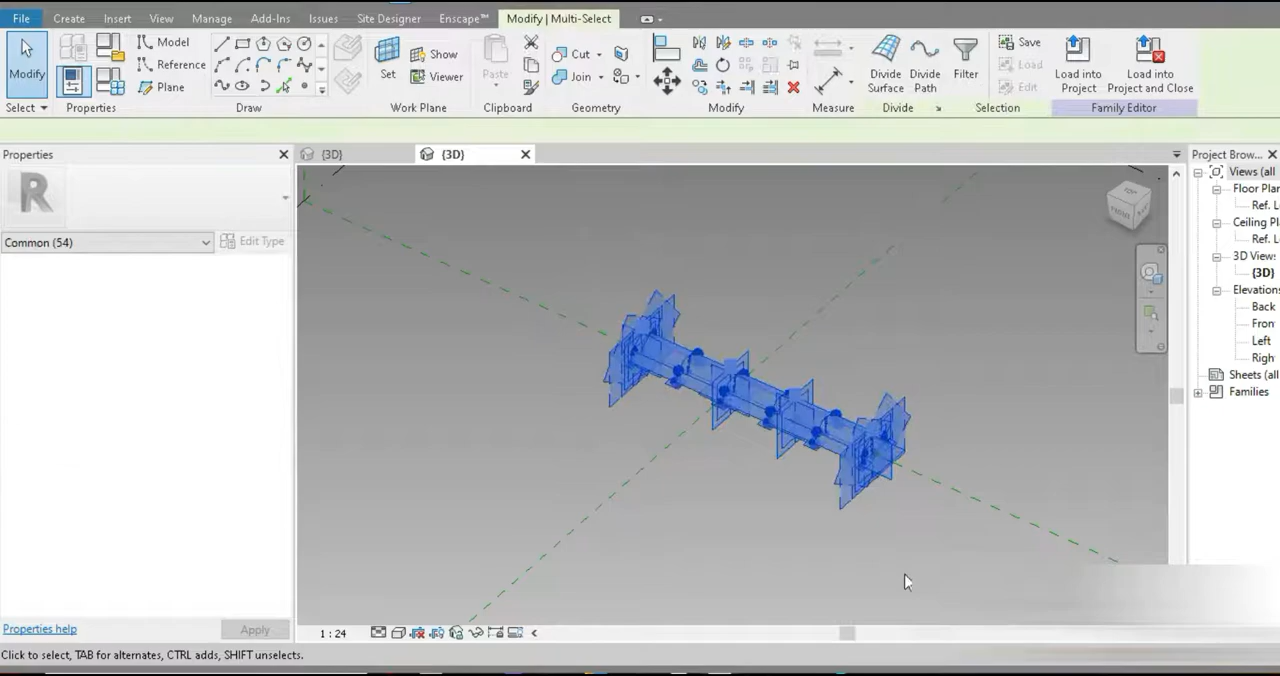 File Create Insert View Manage Add-Ins Issues Site Designer Enscape™ Modify | Multi-Select
Modify
Select
Properties
Model
Reference
Plane
Draw
Set
Show
Viewer
Work Plane
Paste
Clipboard
Cut
Join
Geometry
Modify
Measure
Divide Surface
Divide Path
Divide
Filter
Save
Load
Edit
Selection
Load into Project
Load into Project and Close
Family Editor
Properties
{3D}
{3D}
Project Brow...
R
Common (54)
Edit Type
TOP
FRONT
Views (all
Floor Plan
Ref. L
Ceiling Pl
Ref. L
3D View:
{3D}
Elevations
Back
Fron
Left
Righ
Sheets (all
Families
Properties help
Apply
1 : 24
Click to select, TAB for alternates, CTRL adds, SHIFT unselects.